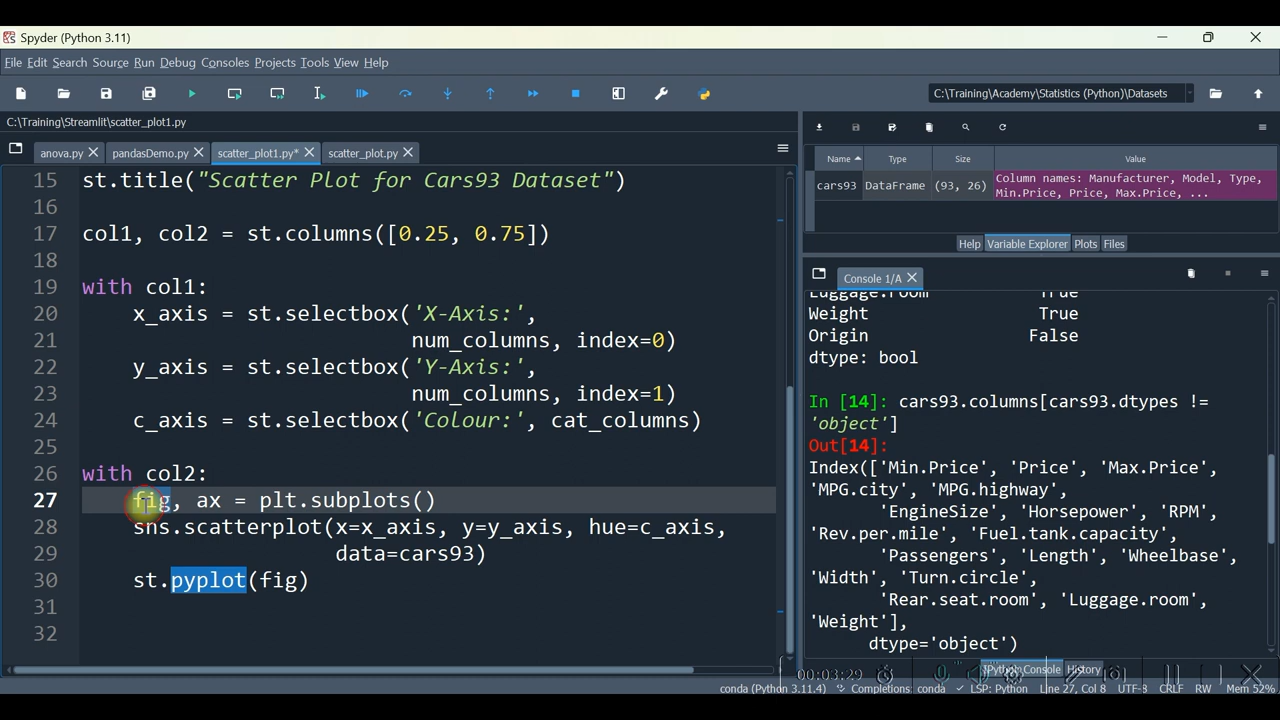 Spyder (Python 3.11)
File Edit Search Source Run Debug Consoles Projects Tools View Help
C:\Training\Academy\Statistics (Python)\Datasets
C:\Training\Streamlit\scatter_plot1.py
anova.py pandasDemo.py scatter_plot1.py* scatter_plot.py
15 st.title("Scatter Plot for Cars93 Dataset")
16
17 col1, col2 = st.columns([0.25, 0.75])
18
19 with col1:
20 x_axis = st.selectbox('X-Axis:',
21 num_columns, index=0)
22 y_axis = st.selectbox('Y-Axis:',
23 num_columns, index=1)
24 c_axis = st.selectbox('Colour:', cat_columns)
25
26 with col2:
27 fig, ax = plt.subplots()
28 sns.scatterplot(x=x_axis, y=y_axis, hue=c_axis,
29 data=cars93)
30 st.pyplot(fig)
31
32
Name Type Size Value
cars93 DataFrame (93, 26) Column names: Manufacturer, Model, Type,
Min.Price, Price, Max.Price, ...
Help Variable Explorer Plots Files
Console 1/A
Luggage.room True
Weight True
Origin False
dtype: bool
In [14]: cars93.columns[cars93.dtypes !=
'object']
Out[14]:
Index(['Min.Price', 'Price', 'Max.Price',
'MPG.city', 'MPG.highway',
'EngineSize', 'Horsepower', 'RPM',
'Rev.per.mile', 'Fuel.tank.capacity',
'Passengers', 'Length', 'Wheelbase',
'Width', 'Turn.circle',
'Rear.seat.room', 'Luggage.room',
'Weight'],
dtype='object')
IPython Console History
00:03:29
conda (Python 3.11.4) Completions: conda LSP: Python Line 27, Col 8 UTF-8 CRLF RW Mem 52%